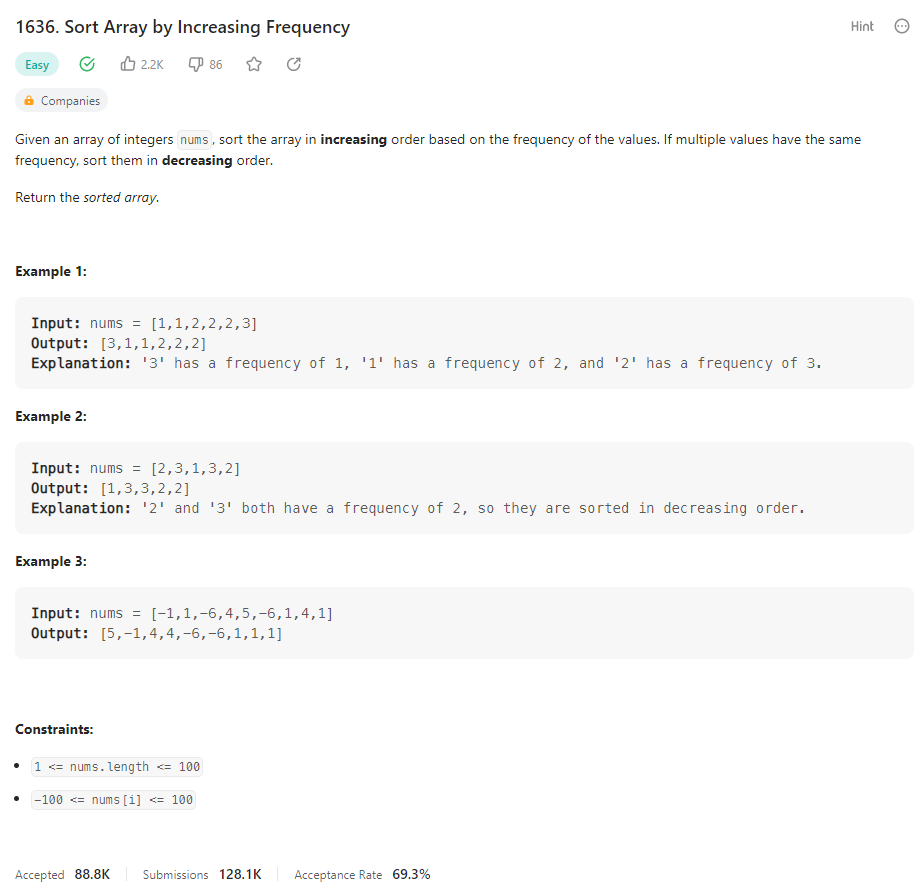 1636. Sort Array by Increasing Frequency
Hint
Easy
2.2K
86
Companies
Given an array of integers nums, sort the array in increasing order based on the frequency of the values. If multiple values have the same
frequency, sort them in decreasing order.
Return the sorted array.
Example 1:
Input: nums = [1,1,2,2,2,3]
Output: [3,1,1,2,2,2]
Explanation: '3' has a frequency of 1, '1' has a frequency of 2, and '2' has a frequency of 3.
Example 2:
Input: nums = [2,3,1,3,2]
Output: [1,3,3,2,2]
Explanation: '2' and '3' both have a frequency of 2, so they are sorted in decreasing order.
Example 3:
Input: nums = [-1,1,-6,4,5,-6,1,4,1]
Output: [5,-1,4,4,-6,-6,1,1,1]
Constraints:
• 1 <= nums.length <= 100
• -100 <= nums[i] <= 100
Accepted 88.8K Submissions 128.1K Acceptance Rate 69.3%